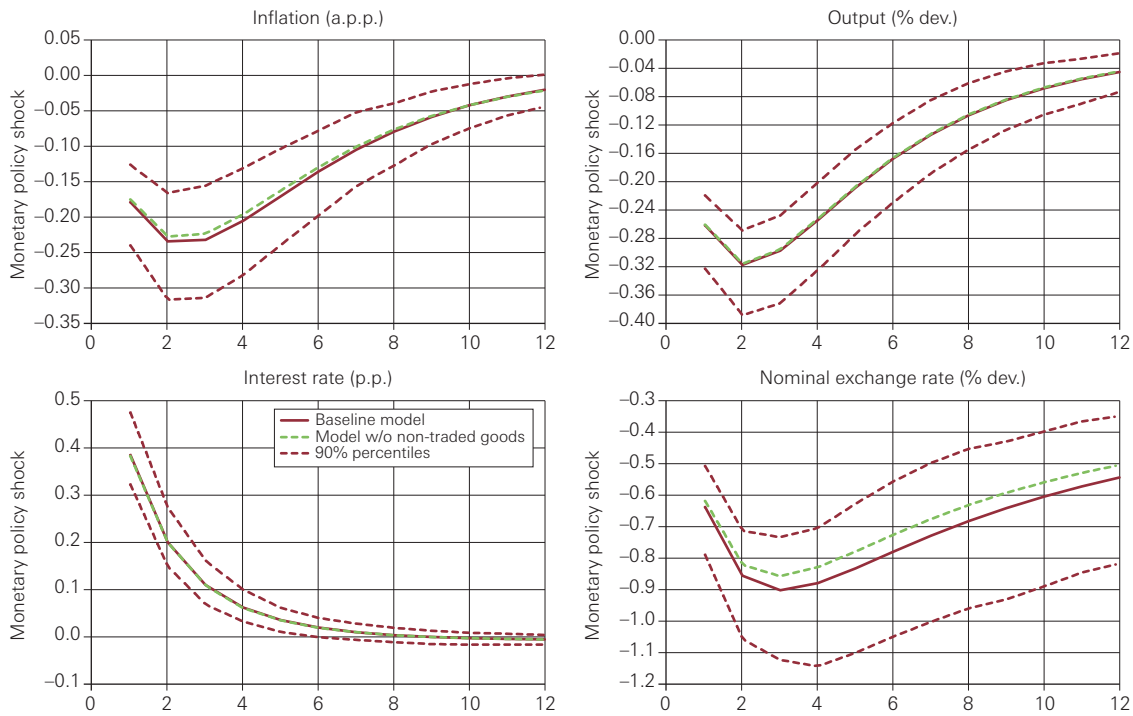 Inflation (a.p.p.)
Monetary policy shock
0.05
0.00
–0.05
–0.10
–0.15
–0.20
–0.25
–0.30
–0.35
0 2 4 6 8 10 12
Output (% dev.)
Monetary policy shock
0.00
–0.04
–0.08
–0.12
–0.16
–0.20
–0.24
–0.28
–0.32
–0.36
–0.40
0 2 4 6 8 10 12
Interest rate (p.p.)
Monetary policy shock
0.5
0.4
0.3
0.2
0.1
0.0
–0.1
0 2 4 6 8 10 12
Baseline model
Model w/o non-traded goods
90% percentiles
Nominal exchange rate (% dev.)
Monetary policy shock
–0.3
–0.4
–0.5
–0.6
–0.7
–0.8
–0.9
–1.0
–1.1
–1.2
0 2 4 6 8 10 12